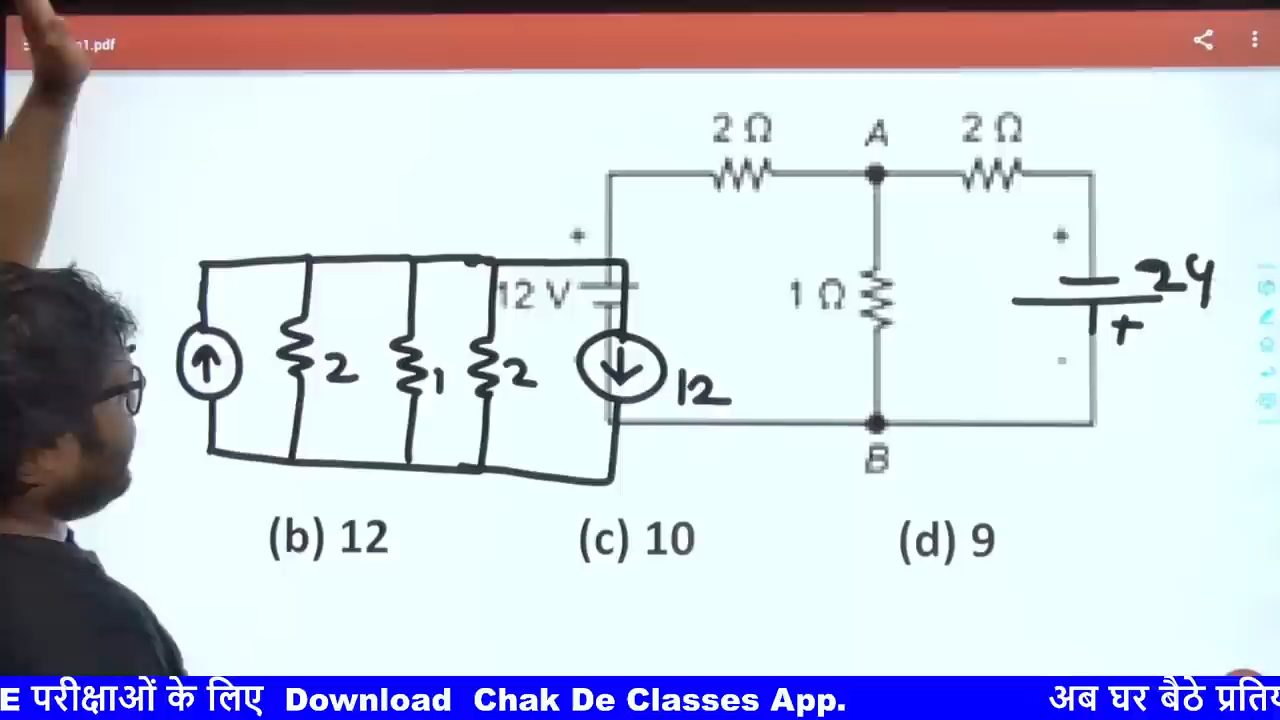 1.pdf
2 Ω A 2 Ω
+ +
12 V 1 Ω 24
+
2 1 2 12
B
(b) 12 (c) 10 (d) 9
E परीक्षाओं के लिए Download Chak De Classes App. अब घर बैठे